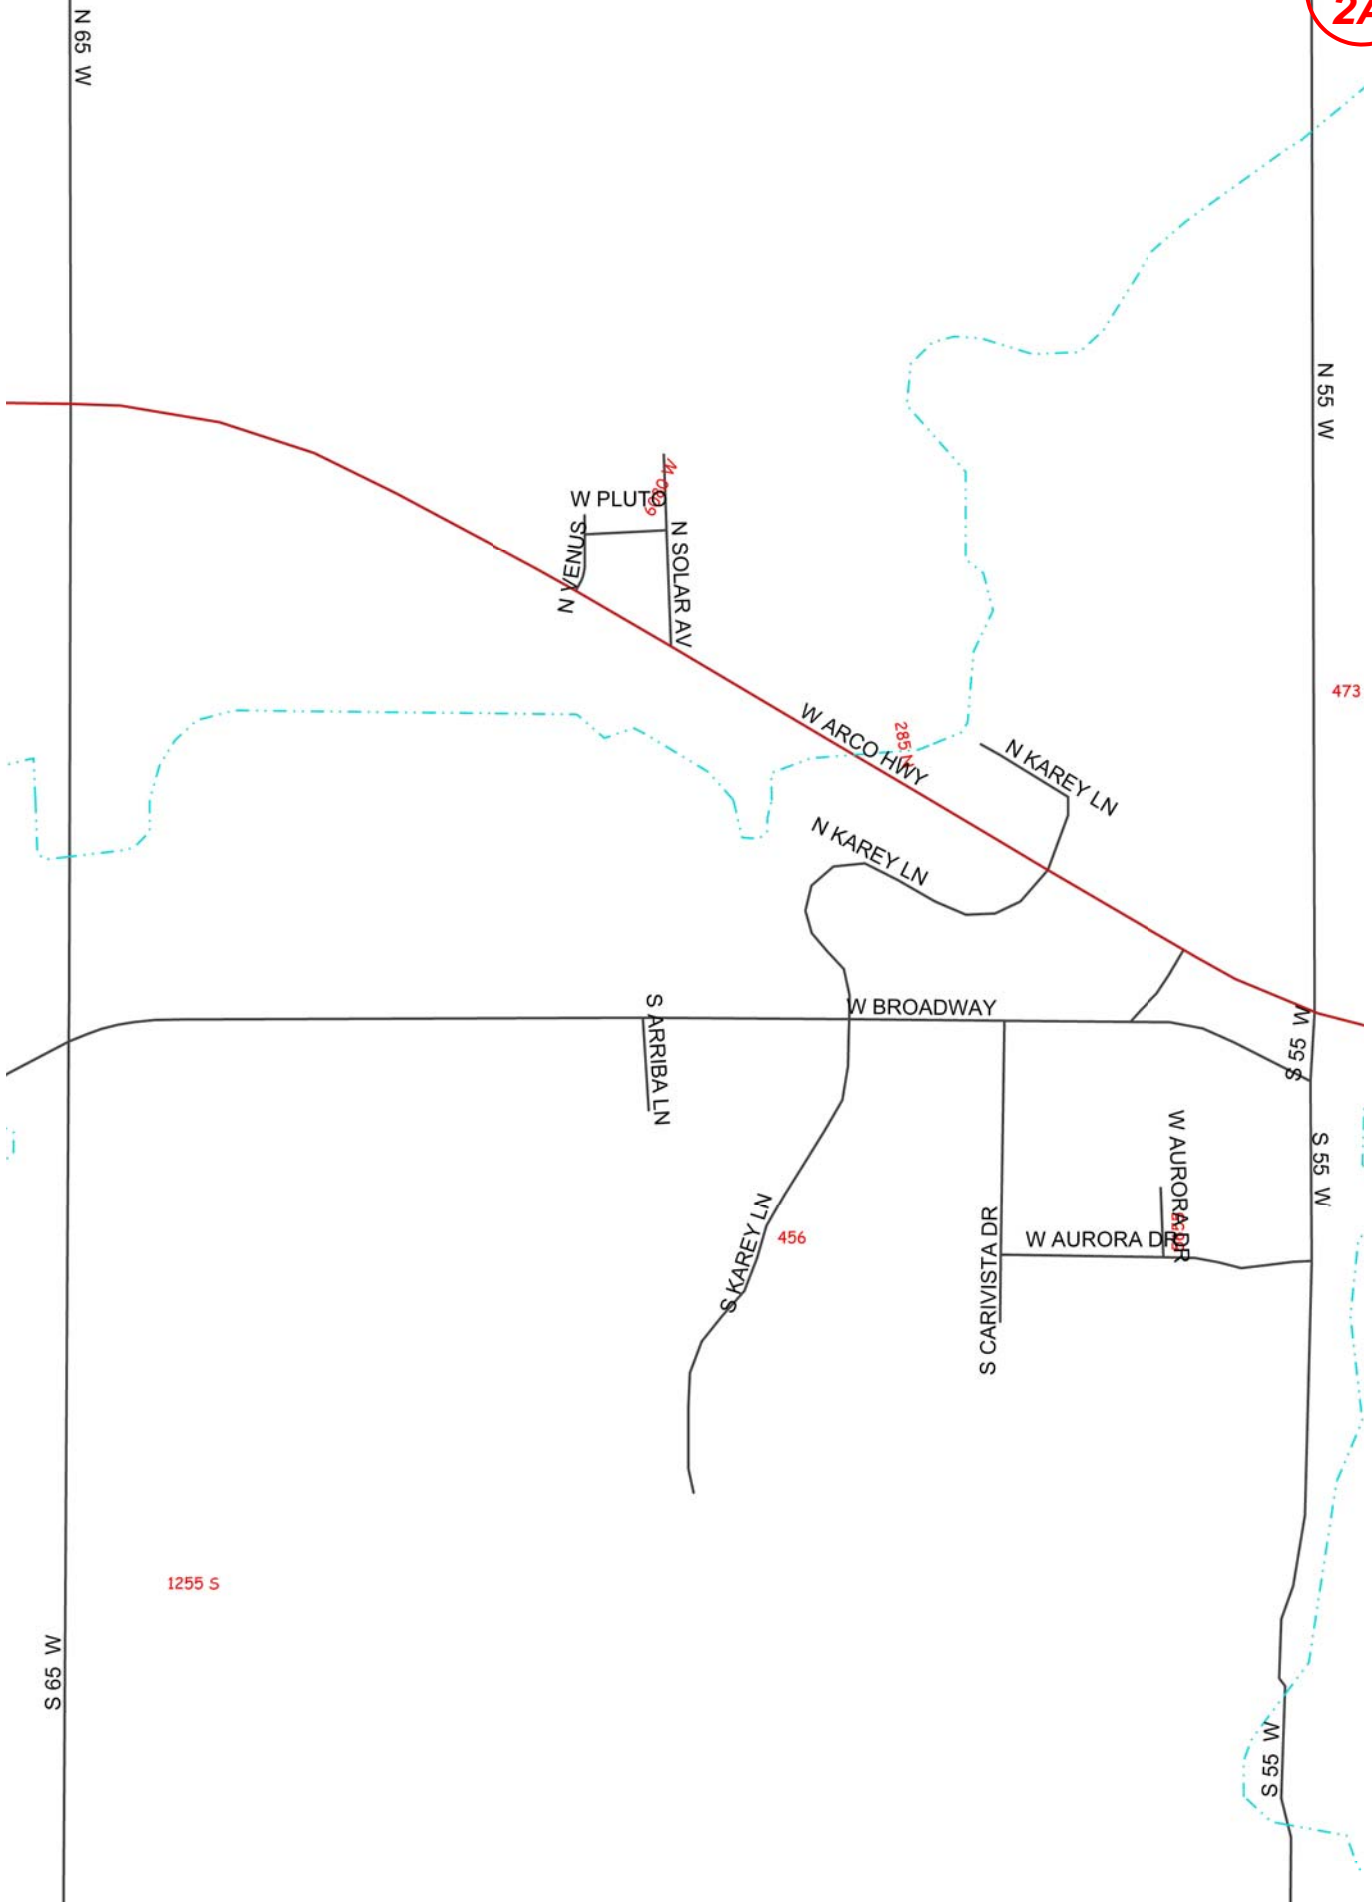 N 65 W
N 55 W
W PLUTO
6080 W
N VENUS
N SOLAR AV
473
W ARCO HWY
285 N
N KAREY LN
N KAREY LN
W BROADWAY
S 55 W
S ARRIBA LN
W AURORA DR
S 55 W
S KAREY LN
456
S CARIVISTA DR
W AURORA DR
1255 S
S 65 W
S 55 W